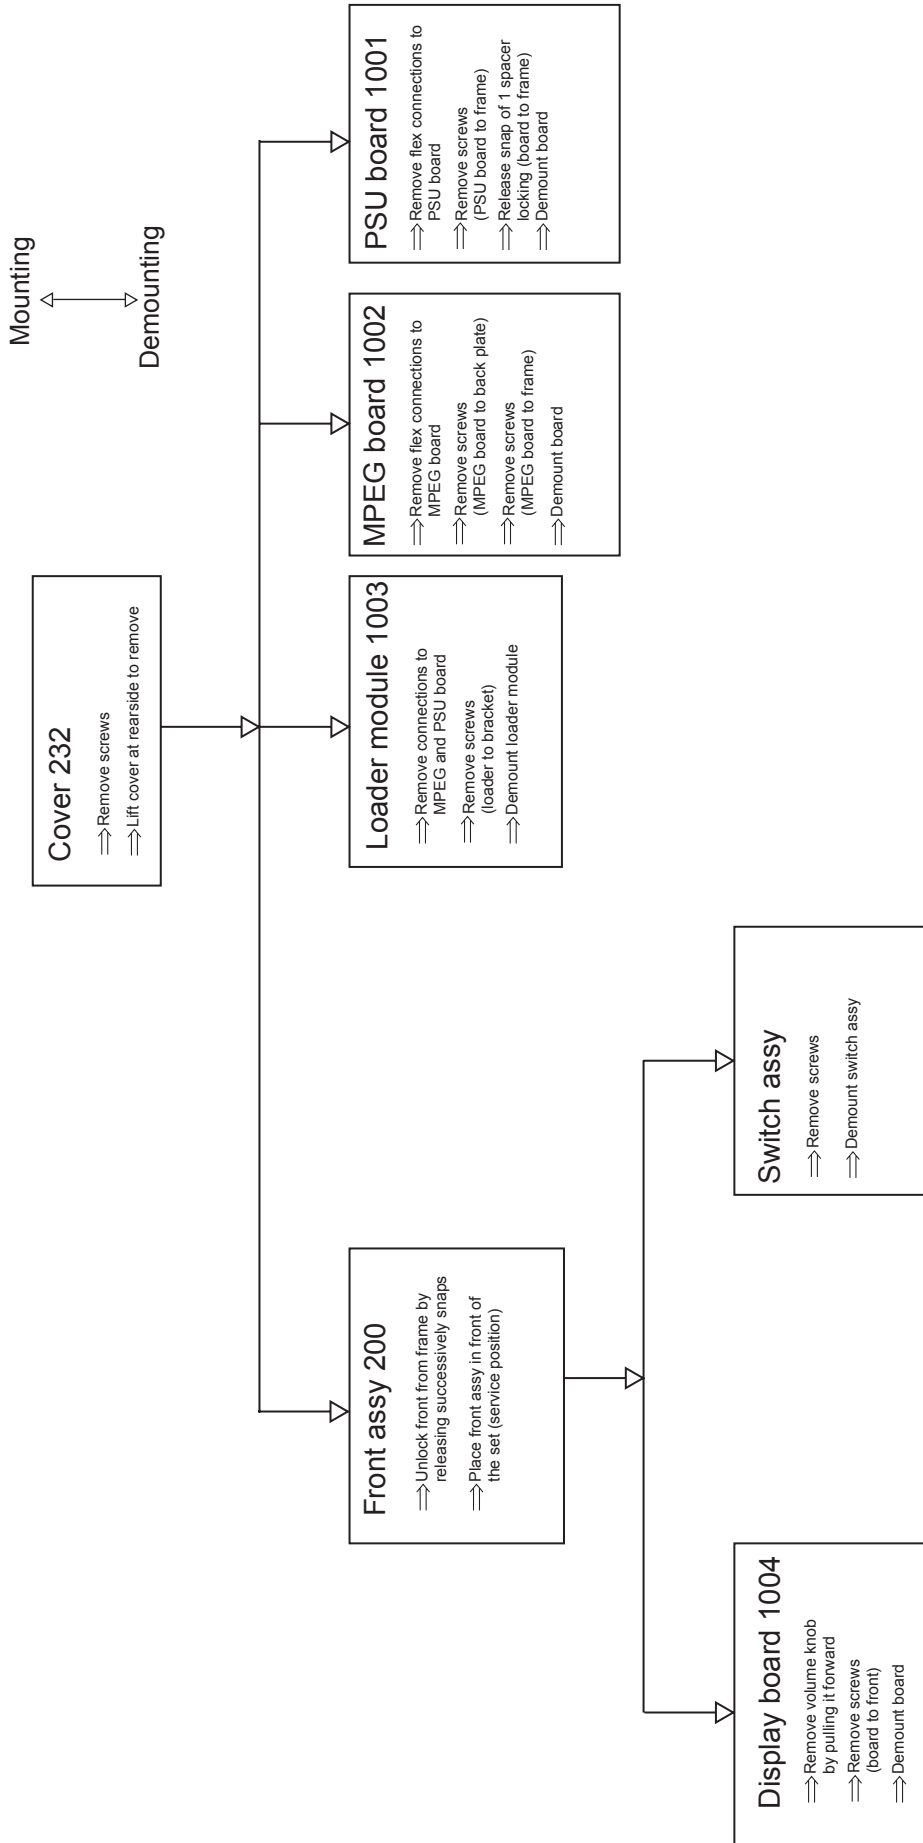 Mounting
Demounting
Cover 232
Remove screws
Lift cover at rearside to remove
Front assy 200
Unlock front from frame by
releasing successively snaps
Place front assy in front of
the set (service position)
Loader module 1003
Remove connections to
MPEG and PSU board
Remove screws
(loader to bracket)
Demount loader module
MPEG board 1002
Remove flex connections to
MPEG board
Remove screws
(MPEG board to back plate)
Remove screws
(MPEG board to frame)
Demount board
PSU board 1001
Remove flex connections to
PSU board
Remove screws
(PSU board to frame)
Release snap of 1 spacer
locking (board to frame)
Demount board
Display board 1004
Remove volume knob
by pulling it forward
Remove screws
(board to front)
Demount board
Switch assy
Remove screws
Demount switch assy